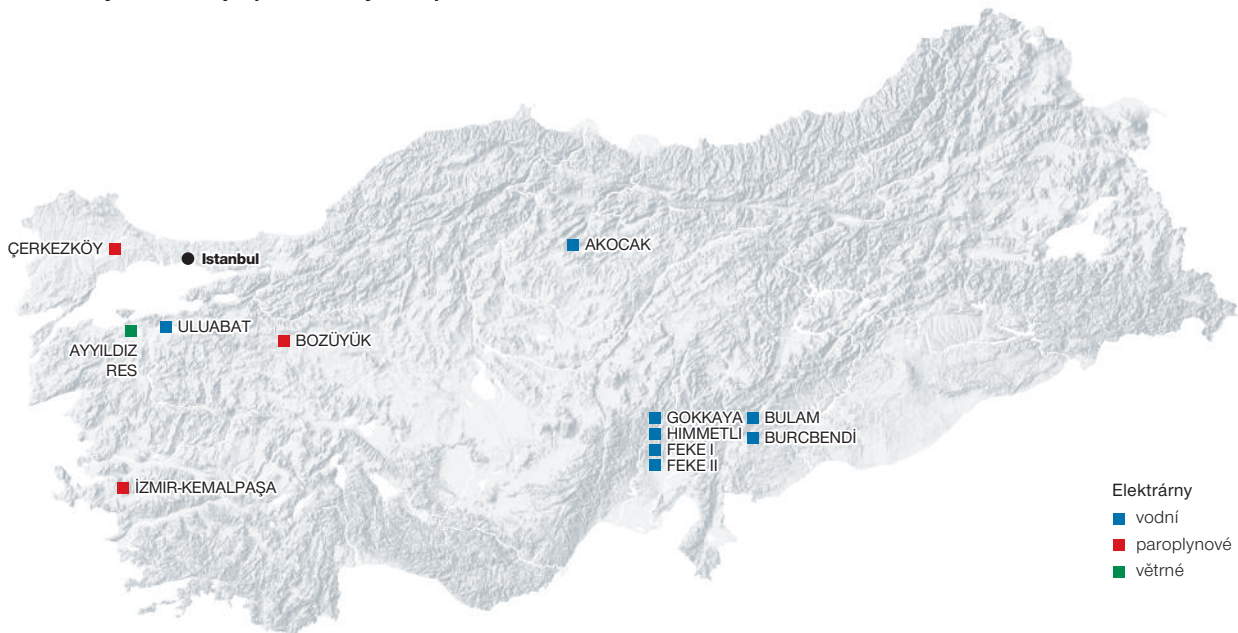 ÇERKEZKÖY
Istanbul
AKOCAK
ULUABAT
AYYILDIZ
RES
BOZÜYÜK
GOKKAYA
HIMMETLI
FEKE I
FEKE II
BULAM
BURCBENDİ
İZMIR-KEMALPAŞA
Elektrárny
vodní
paroplynové
větrné